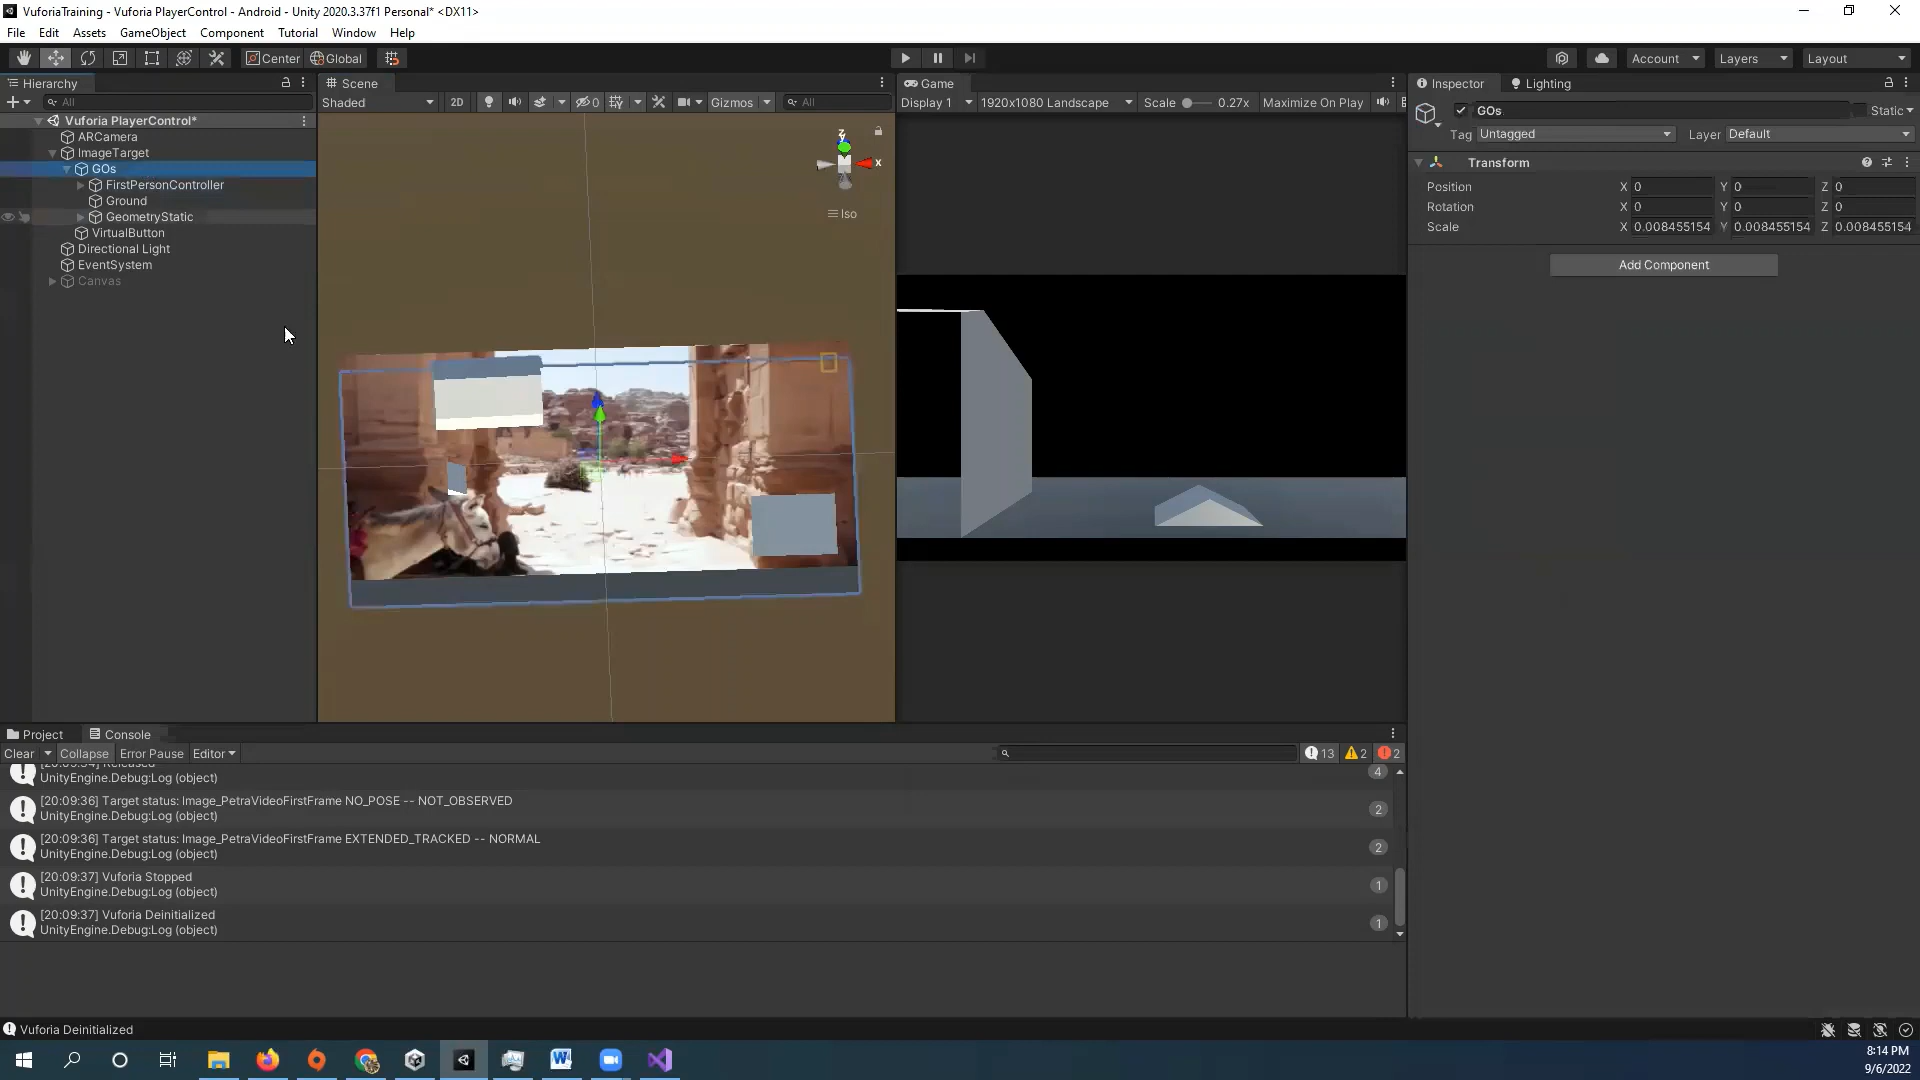 VuforiaTraining - Vuforia PlayerControl - Android - Unity 2020.3.37f1 Personal* <DX11>
File Edit Assets GameObject Component Tutorial Window Help
Center Global Account Layers Layout
Hierarchy
All
Vuforia PlayerControl*
ARCamera
ImageTarget
GOs
FirstPersonController
Ground
GeometryStatic
VirtualButton
Directional Light
EventSystem
Canvas
Scene
Shaded 2D 0 Gizmos All
x
Iso
Game
Display 1 1920x1080 Landscape Scale 0.27x Maximize On Play
Inspector Lighting
GOs Static
Tag Untagged Layer Default
Transform
Position X 0 Y 0 Z 0
Rotation X 0 Y 0 Z 0
Scale X 0.008455154 Y 0.008455154 Z 0.008455154
Add Component
Project Console
Clear Collapse Error Pause Editor 13 2 2
[20:09:34] Released
UnityEngine.Debug:Log (object) 4
[20:09:36] Target status: Image_PetraVideoFirstFrame NO_POSE -- NOT_OBSERVED
UnityEngine.Debug:Log (object) 2
[20:09:36] Target status: Image_PetraVideoFirstFrame EXTENDED_TRACKED -- NORMAL
UnityEngine.Debug:Log (object) 2
[20:09:37] Vuforia Stopped
UnityEngine.Debug:Log (object) 1
[20:09:37] Vuforia Deinitialized
UnityEngine.Debug:Log (object) 1
Vuforia Deinitialized
8:14 PM
9/6/2022